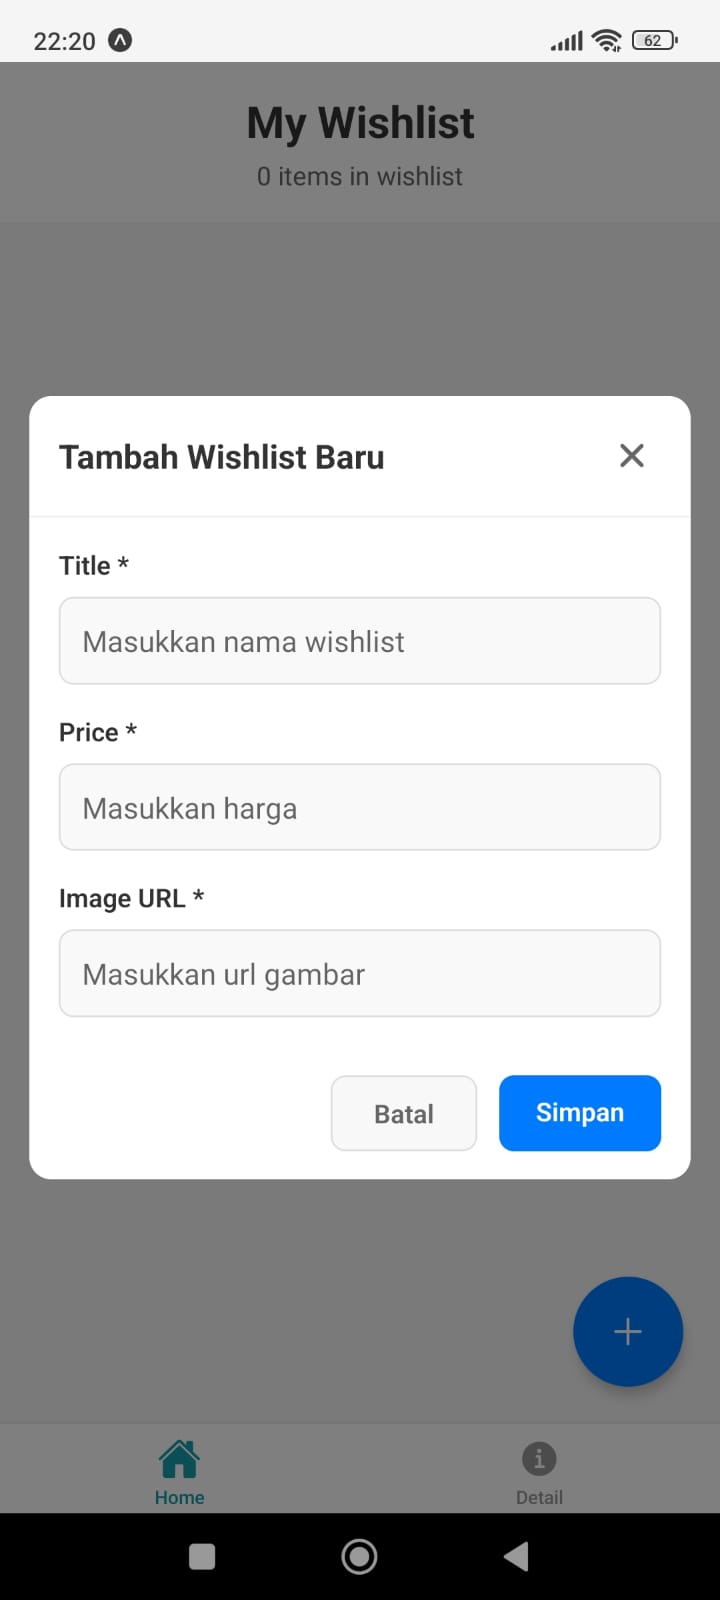 22:20
62
My Wishlist
0 items in wishlist
Tambah Wishlist Baru
Title *
Masukkan nama wishlist
Price *
Masukkan harga
Image URL *
Masukkan url gambar
Batal
Simpan
Home
Detail